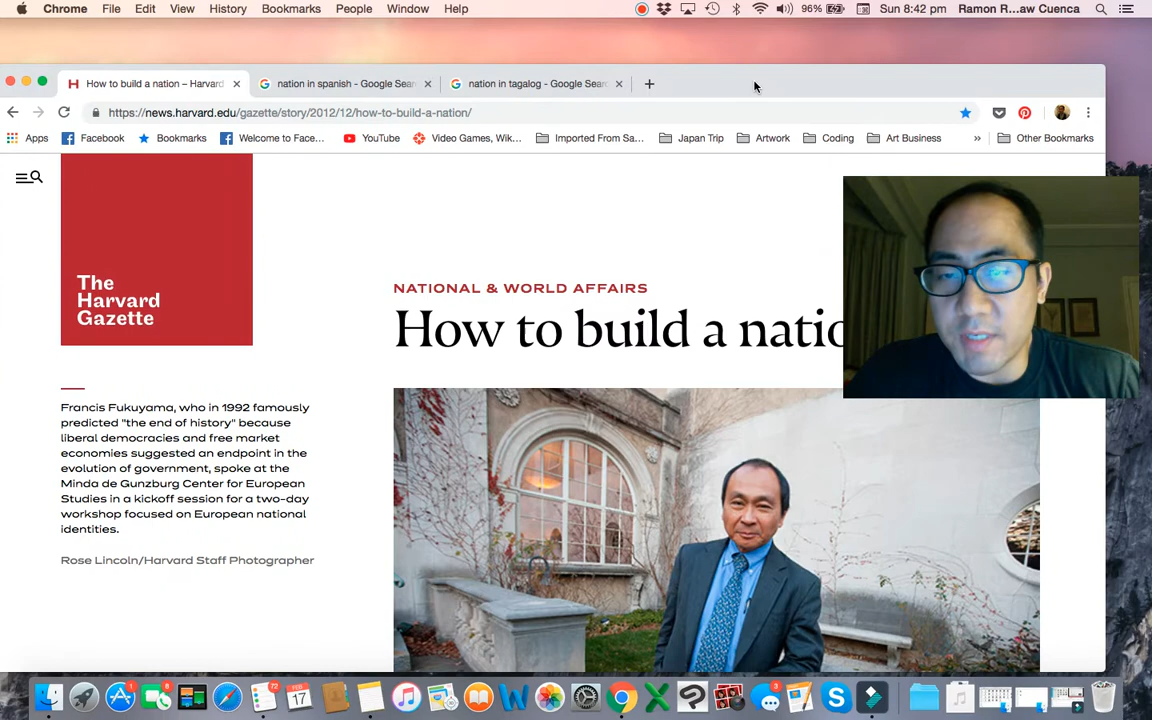 Chrome File Edit View History Bookmarks People Window Help 96% Sun 8:42 pm Ramon R...aw Cuenca
How to build a nation – Harvard nation in spanish - Google Sear nation in tagalog - Google Sear
https://news.harvard.edu/gazette/story/2012/12/how-to-build-a-nation/
Apps Facebook Bookmarks Welcome to Face... YouTube Video Games, Wik... Imported From Sa... Japan Trip Artwork Coding Art Business » Other Bookmarks
The
Harvard
Gazette
NATIONAL & WORLD AFFAIRS
How to build a natio
Francis Fukuyama, who in 1992 famously
predicted "the end of history" because
liberal democracies and free market
economies suggested an endpoint in the
evolution of government, spoke at the
Minda de Gunzburg Center for European
Studies in a kickoff session for a two-day
workshop focused on European national
identities.
Rose Lincoln/Harvard Staff Photographer
1 8 72 FEB 17 3